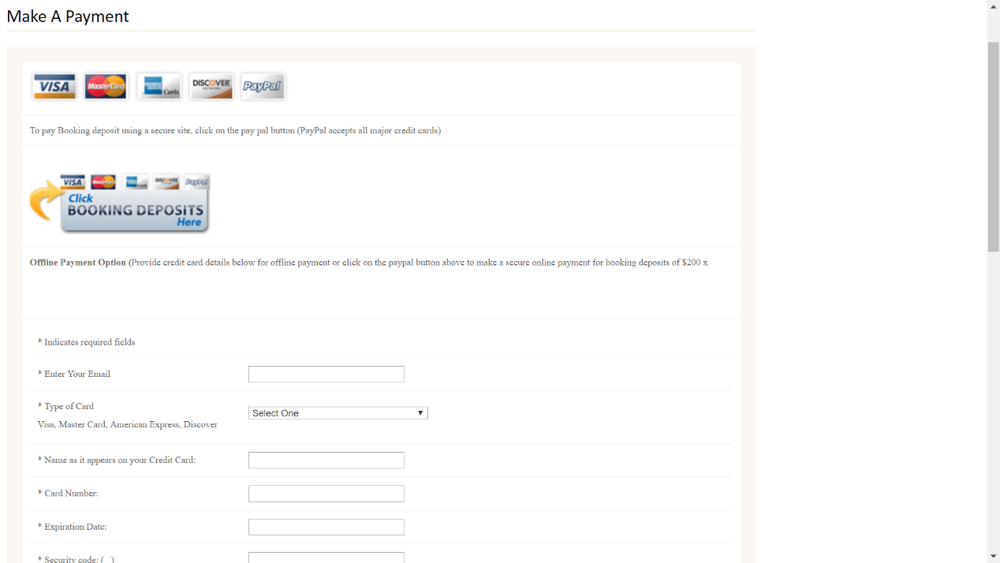 Make A Payment
VISA MasterCard Cards DISCOVER NETWORK PayPal
To pay Booking deposit using a secure site, click on the pay pal button (PayPal accepts all major credit cards)
VISA MasterCard Cards DISCOVER PayPal
Click
BOOKING DEPOSITS
Here
Offline Payment Option (Provide credit card details below for offline payment or click on the paypal button above to make a secure online payment for booking deposits of $200 x
* Indicates required fields
* Enter Your Email
* Type of Card
Select One
Visa, Master Card, American Express, Discover
* Name as it appears on your Credit Card:
* Card Number:
* Expiration Date:
* Security code: ( )